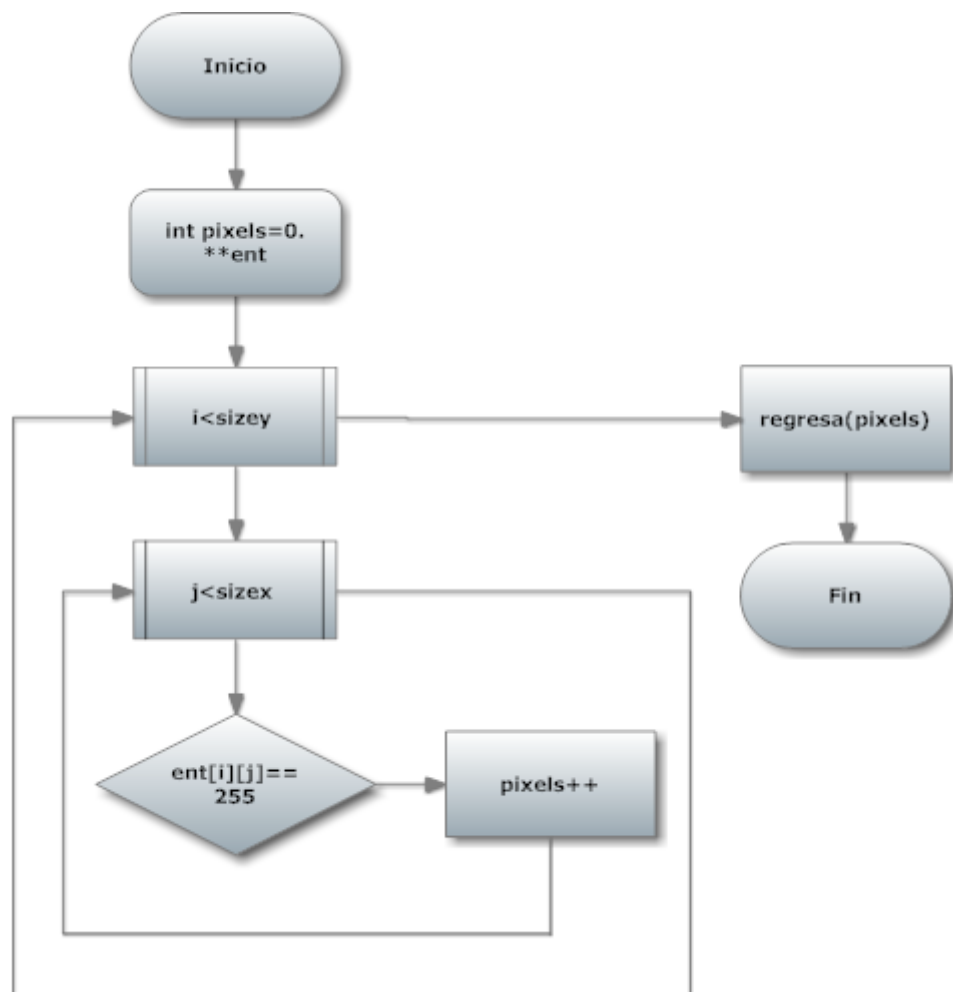 Inicio
int pixels=0.
**ent
i<sizey
regresa(pixels)
j<sizex
Fin
ent[i][j]==
255
pixels++